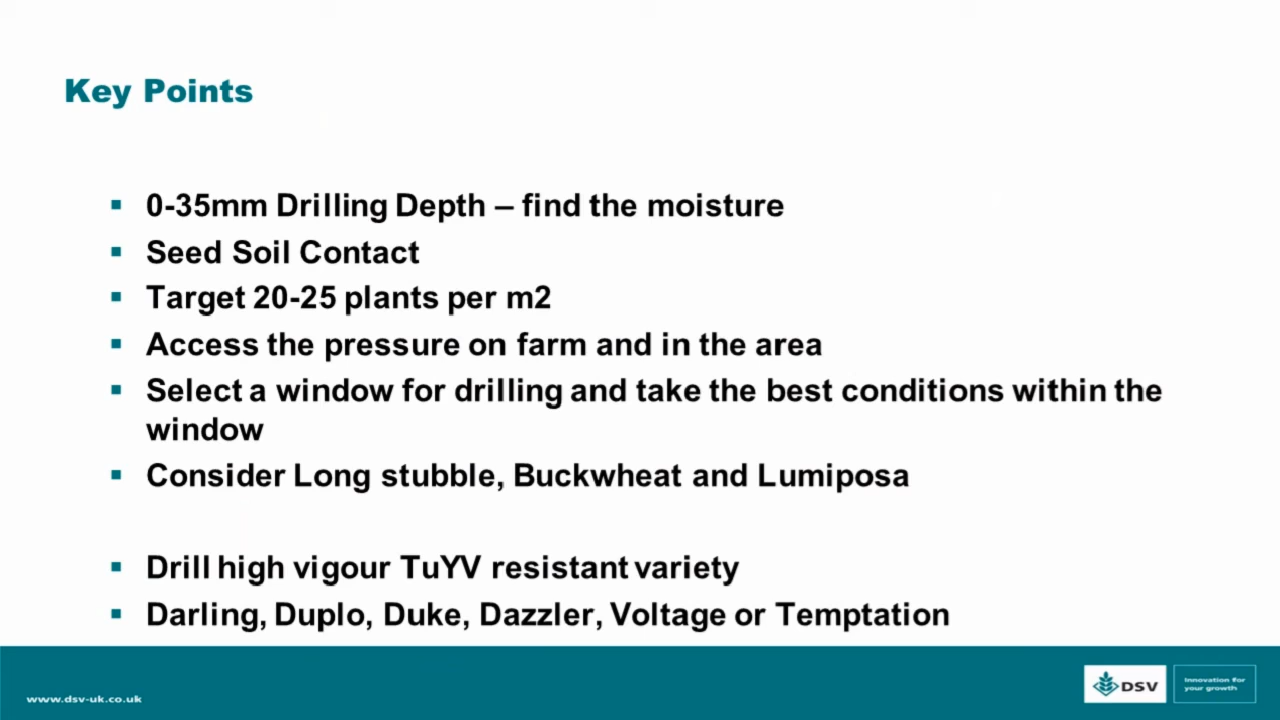 Key Points
▪ 0-35mm Drilling Depth – find the moisture
▪ Seed Soil Contact
▪ Target 20-25 plants per m2
▪ Access the pressure on farm and in the area
▪ Select a window for drilling and take the best conditions within the
window
▪ Consider Long stubble, Buckwheat and Lumiposa
▪ Drill high vigour TuYV resistant variety
▪ Darling, Duplo, Duke, Dazzler, Voltage or Temptation
www.dsv-uk.co.uk
DSV
Innovation for
your growth